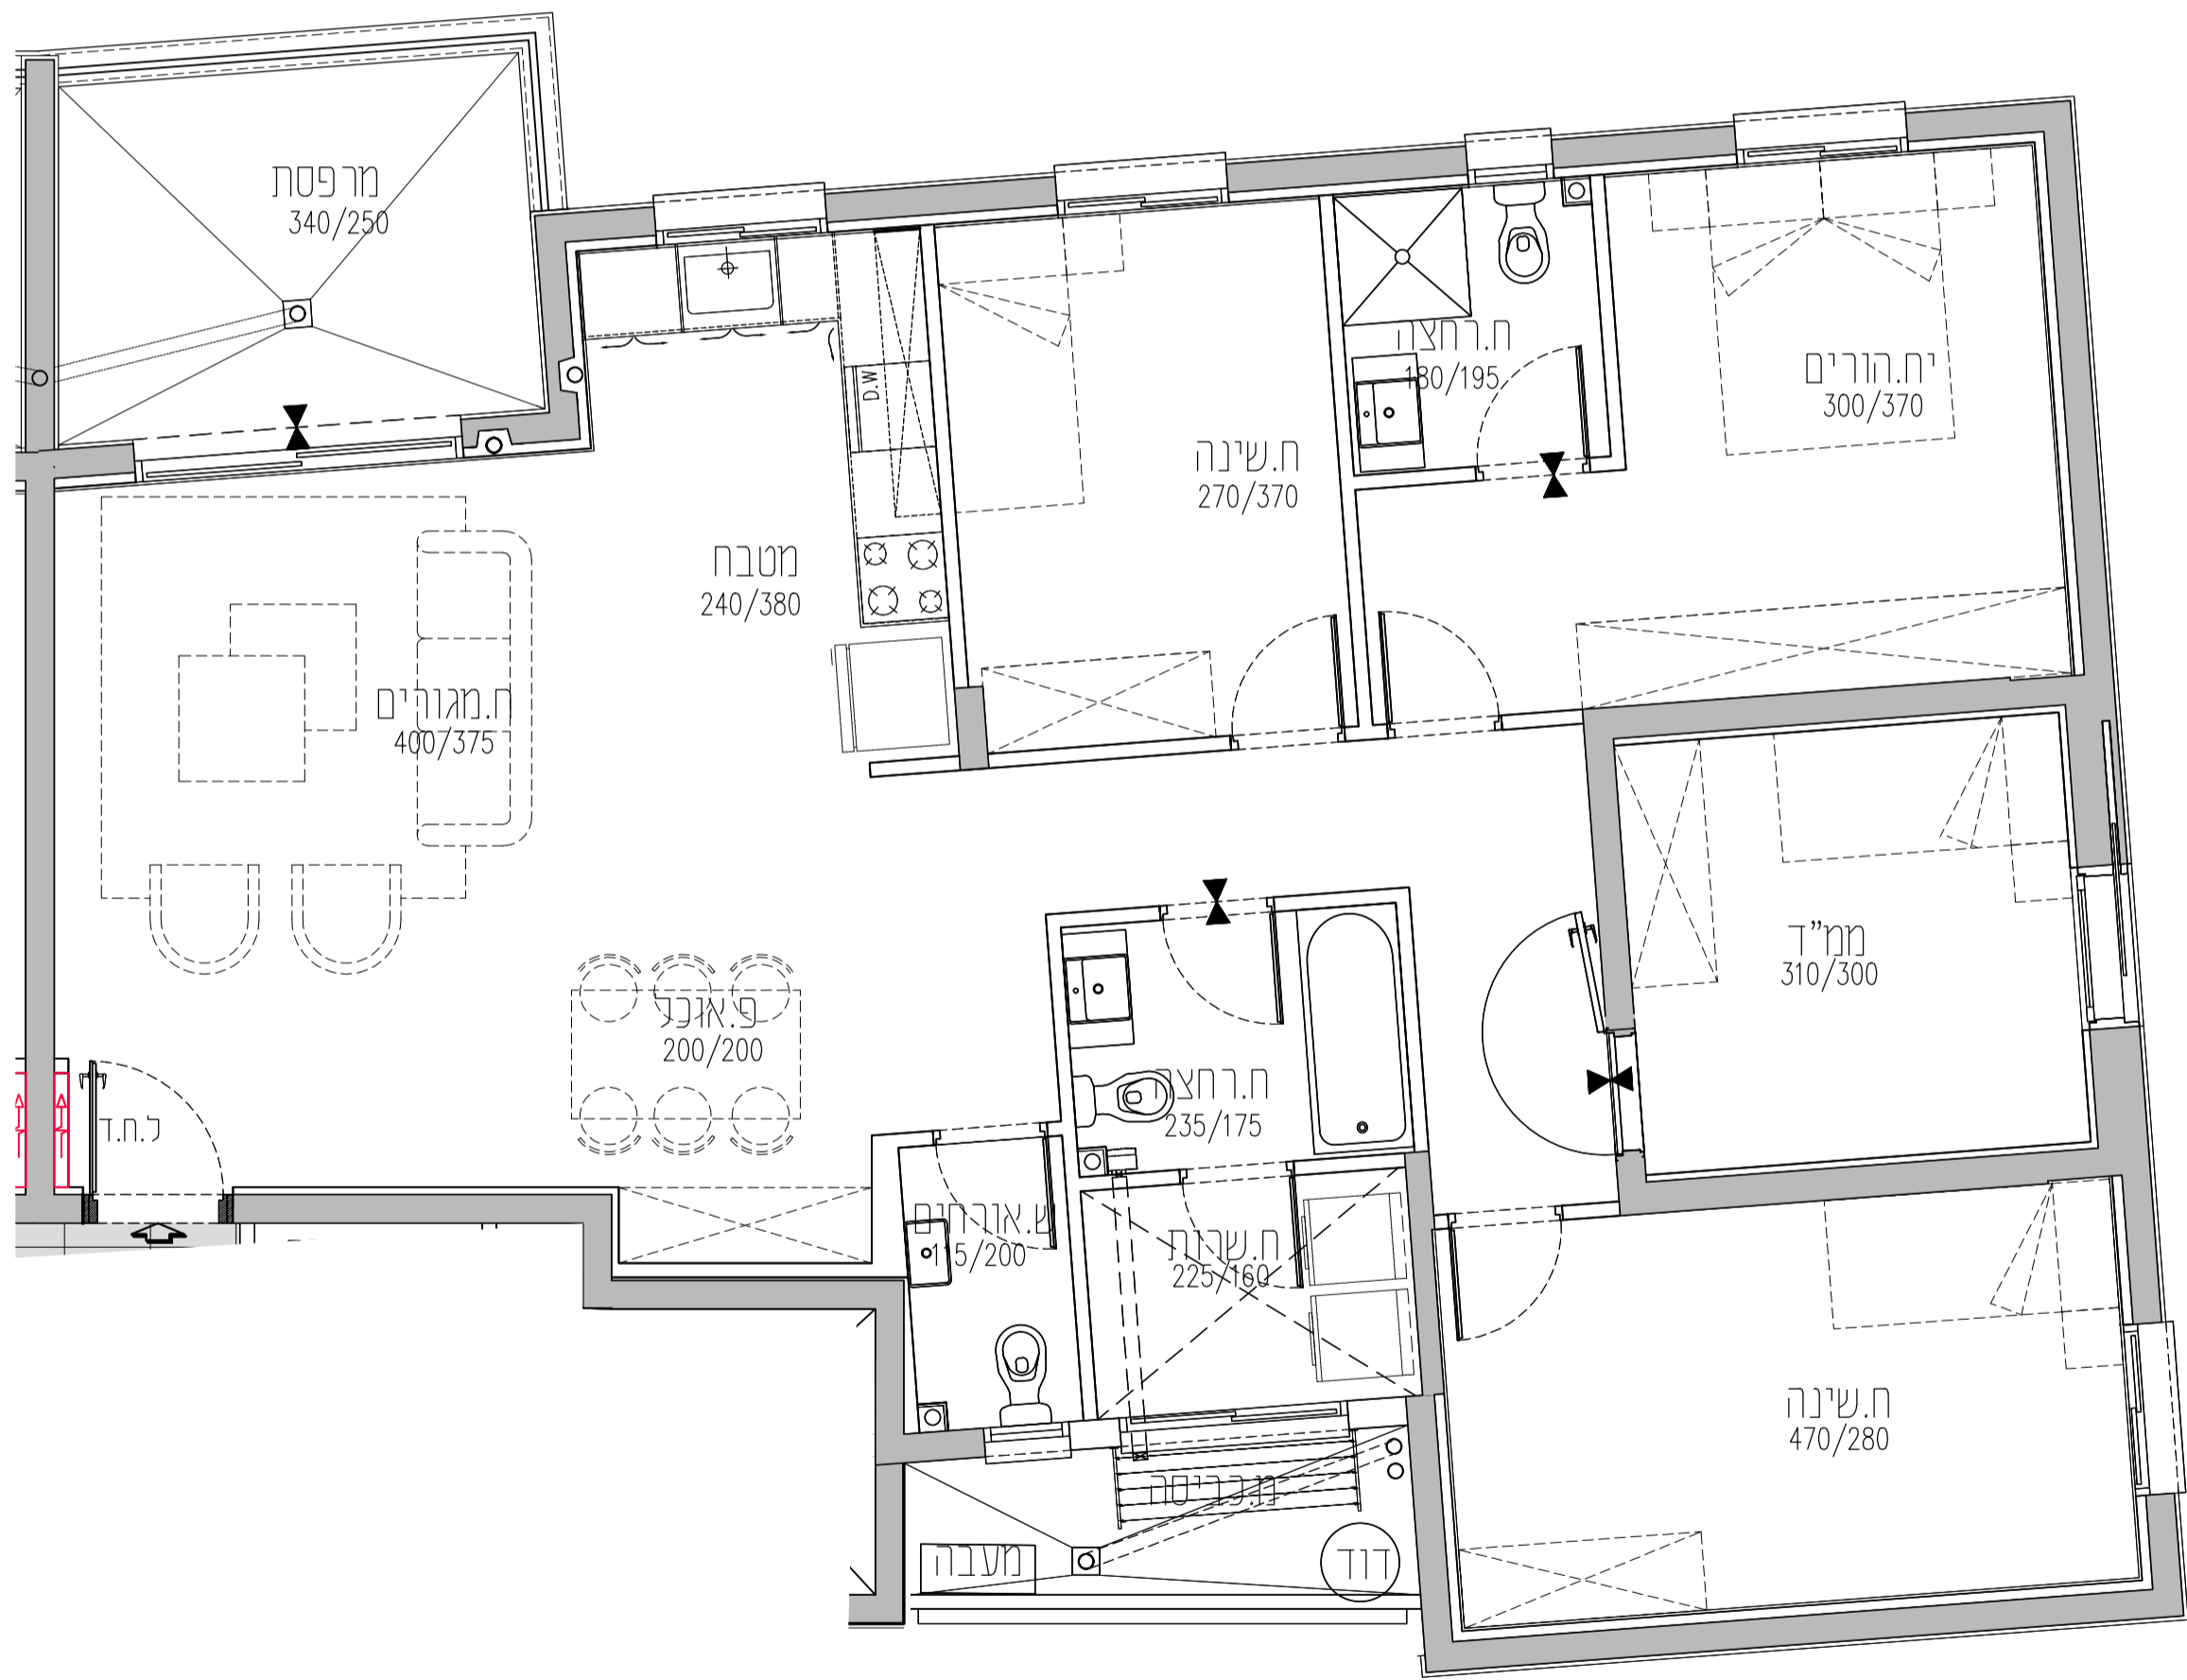 מרפסת
340/250
ח.רחצה
180/195
יח.הורים
300/370
ח.שינה
270/370
D.W
מטבח
240/380
ח.מגורים
400/375
ממ"ד
310/300
פ.אוכל
200/200
ח.רחצה
235/175
ל.ח.ד
ש.אורחים
115/200
ח.שרות
225/160
ח.שינה
470/280
מ.כביסה
מעבה
דוד